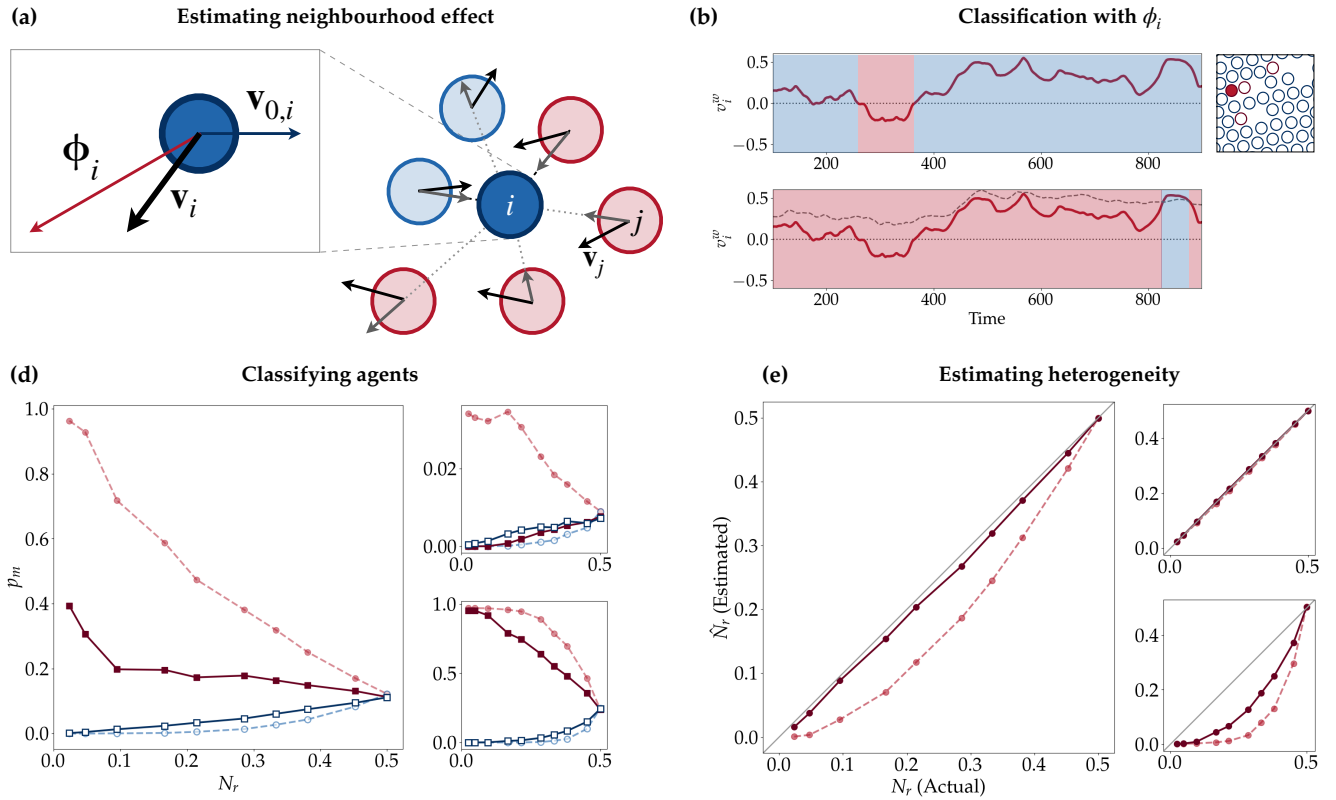 (a)
Estimating neighbourhood effect
v₀,ᵢ
ϕᵢ
vᵢ
i
j
vⱼ
(b)
Classification with ϕᵢ
0.5
0.0
−0.5
vᵢʷ
200 400 600 800
0.5
0.0
−0.5
vᵢʷ
200 400 600 800
Time
(d)
Classifying agents
1.0
0.8
0.6
0.4
0.2
0.0
pₘ
0.0 0.1 0.2 0.3 0.4 0.5
Nᵣ
0.02
0.00
0.0 0.5
1.0
0.5
0.0
0.0 0.5
(e)
Estimating heterogeneity
0.5
0.4
0.3
0.2
0.1
0.0
N̂ᵣ (Estimated)
0.0 0.1 0.2 0.3 0.4 0.5
Nᵣ (Actual)
0.4
0.2
0.0
0.0 0.5
0.4
0.2
0.0
0.0 0.5